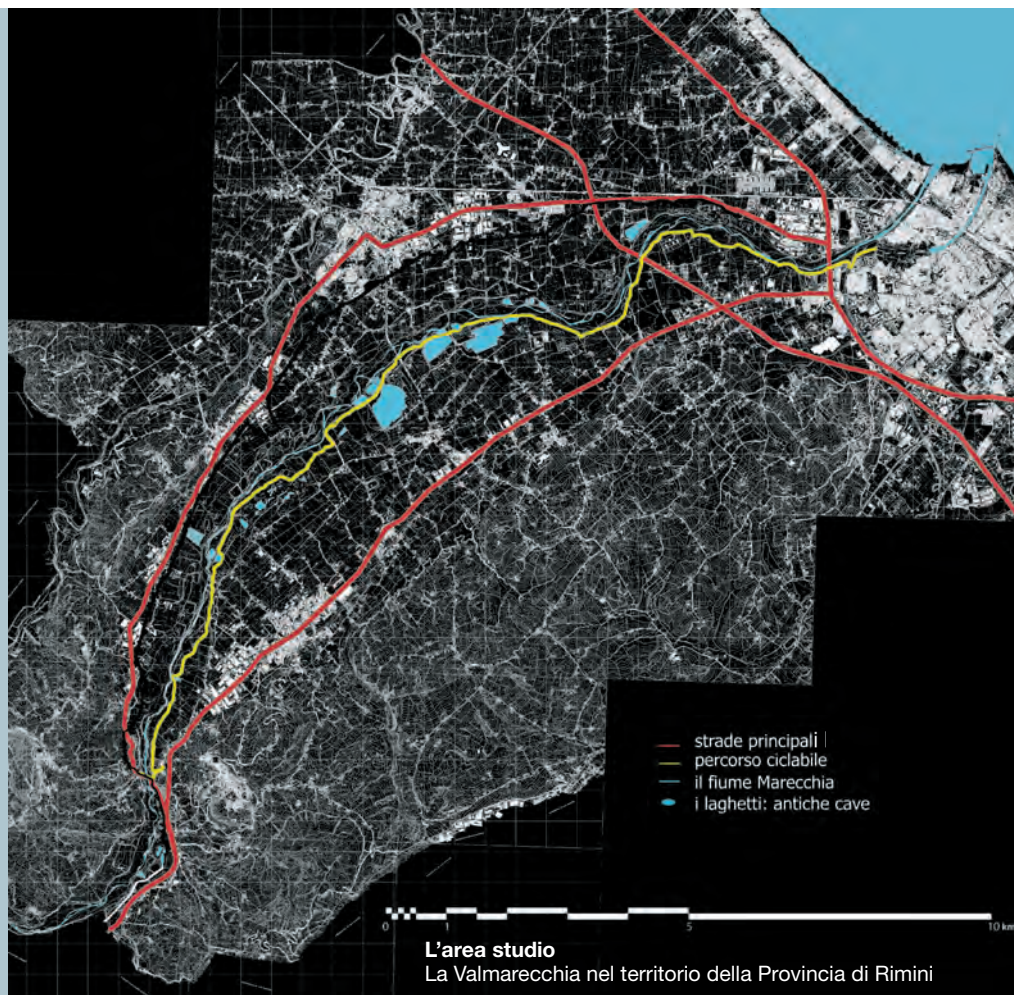 strade principali
percorso ciclabile
il fiume Marecchia
i laghetti: antiche cave
0 1 5 10 km
L'area studio
La Valmarecchia nel territorio della Provincia di Rimini